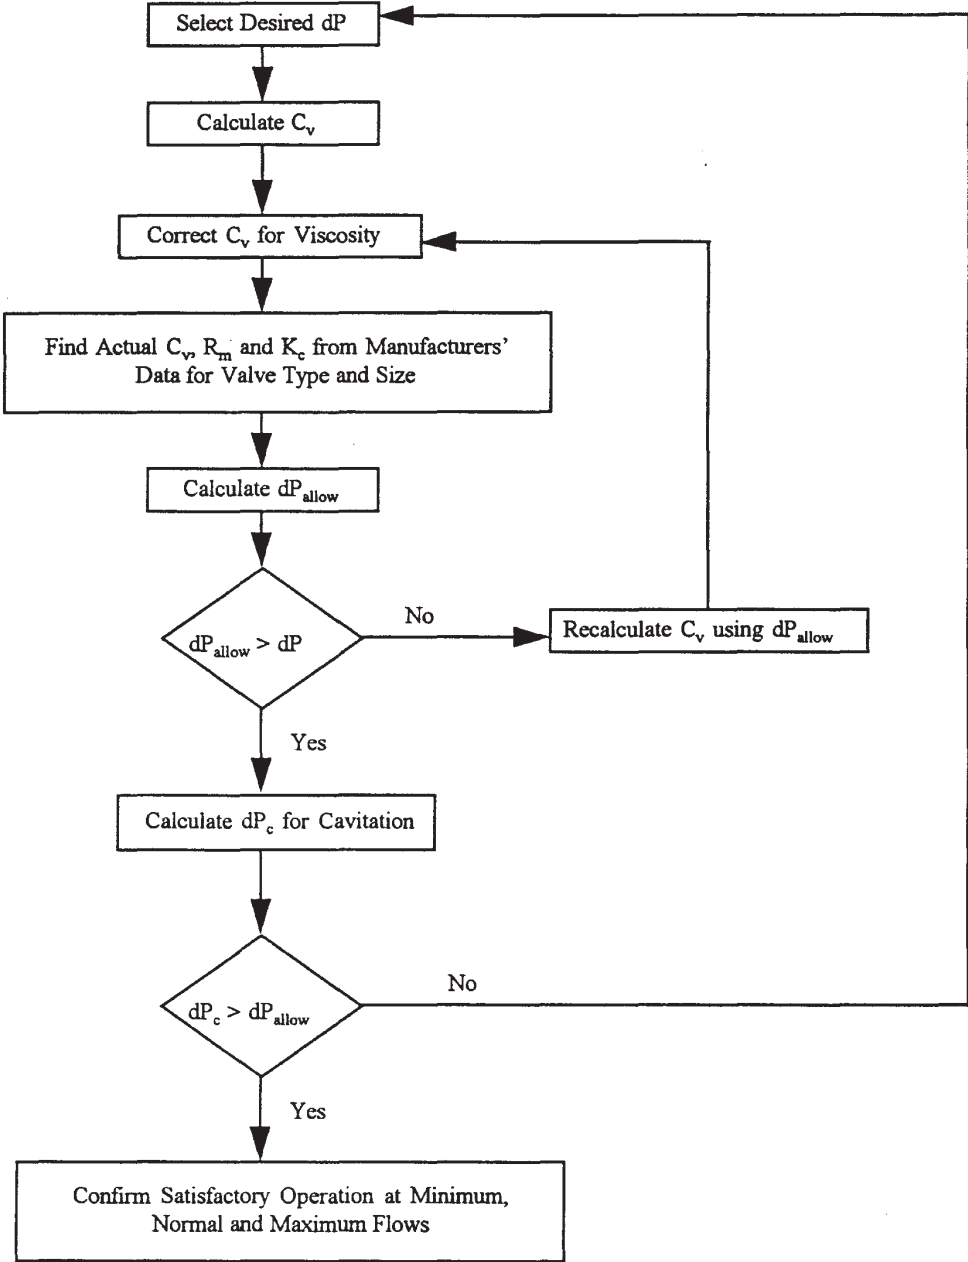 Select Desired dP
Calculate Cv
Correct Cv for Viscosity
Find Actual Cv, Rm and Kc from Manufacturers'
Data for Valve Type and Size
Calculate dPallow
dPallow > dP
No
Recalculate Cv using dPallow
Yes
Calculate dPc for Cavitation
dPc > dPallow
No
Yes
Confirm Satisfactory Operation at Minimum,
Normal and Maximum Flows